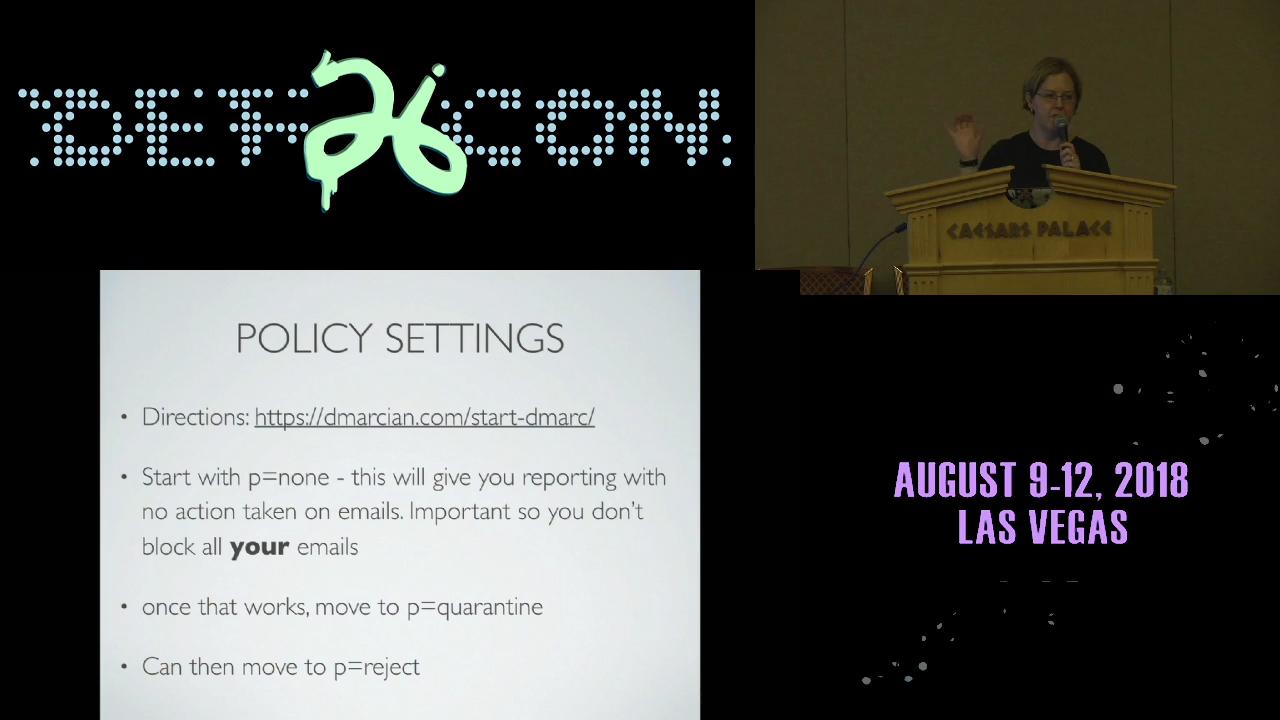 DEF 26 CON
CAESARS PALACE
POLICY SETTINGS
• Directions: https://dmarcian.com/start-dmarc/
• Start with p=none - this will give you reporting with
no action taken on emails. Important so you don't
block all your emails
• once that works, move to p=quarantine
• Can then move to p=reject
AUGUST 9-12, 2018
LAS VEGAS